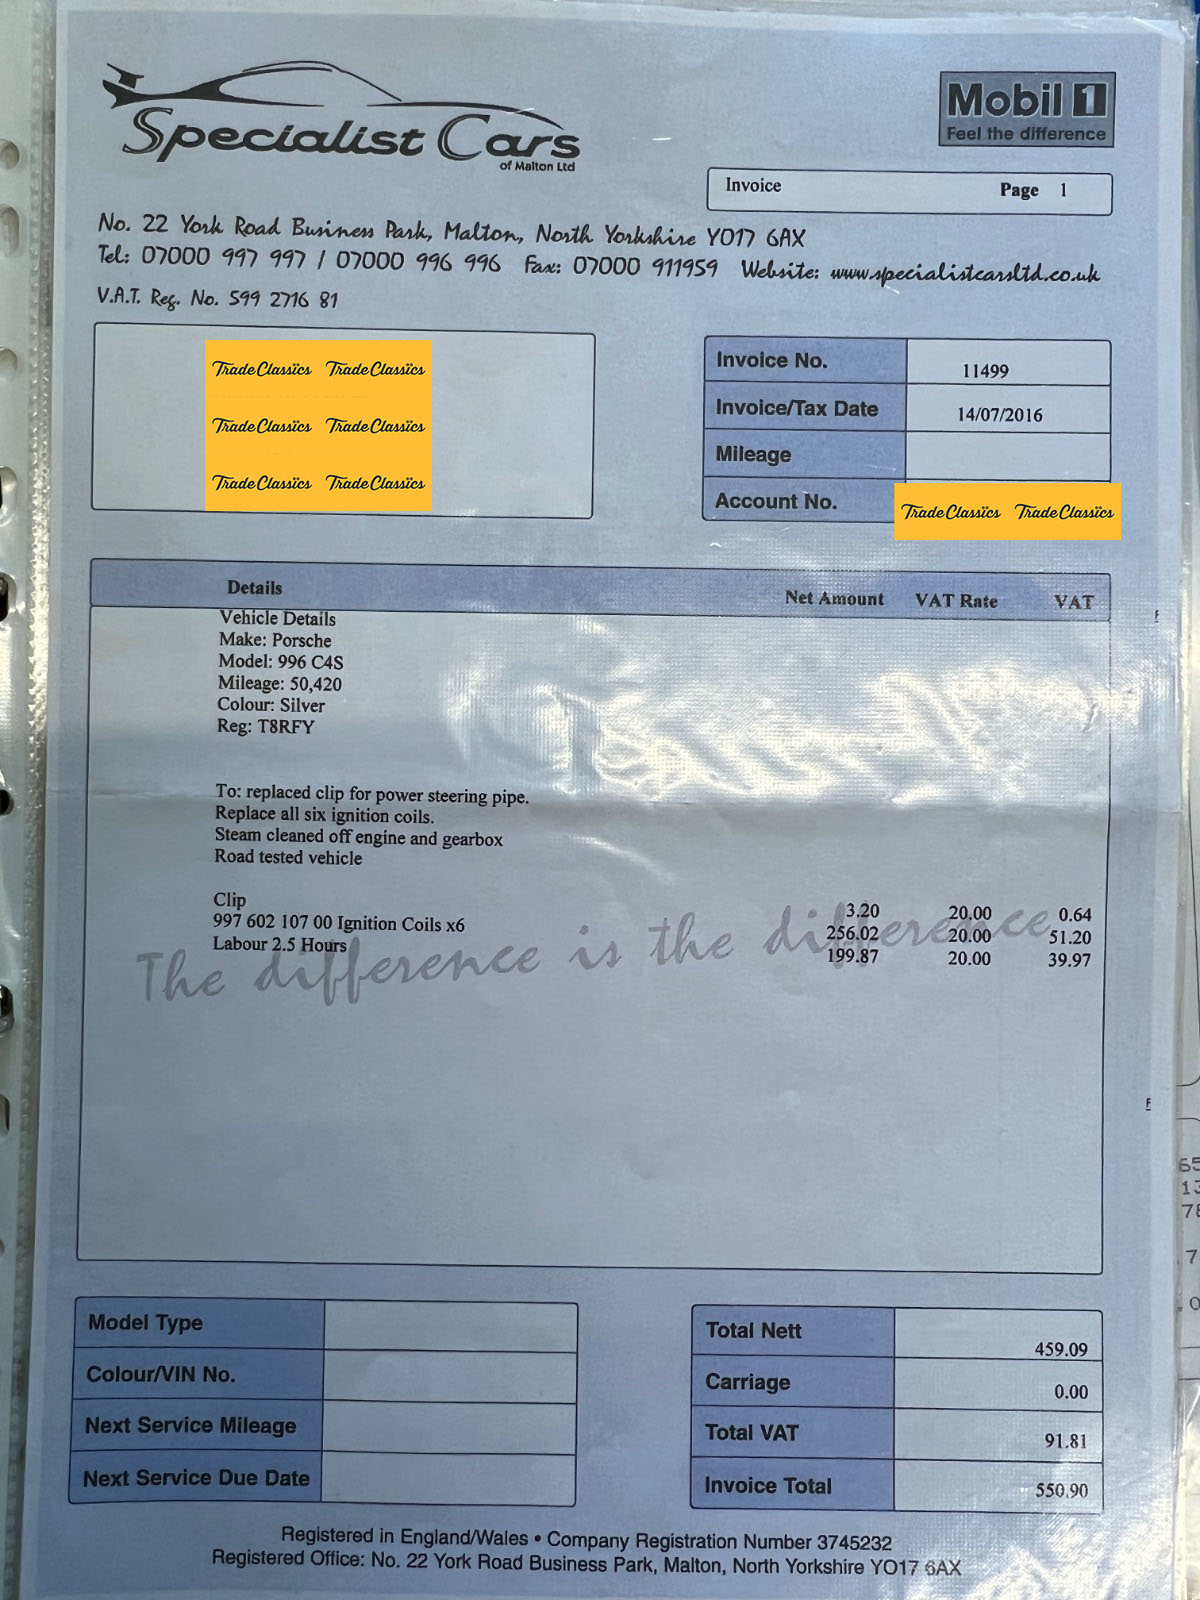 Specialist Cars
of Malton Ltd
Mobil 1
Feel the difference
Invoice Page 1
No. 22 York Road Business Park, Malton, North Yorkshire YO17 6AX
Tel: 07000 997 997 / 07000 996 996 Fax: 07000 911959 Website: www.specialistcarsltd.co.uk
V.A.T. Reg. No. 599 2716 81
TradeClassics TradeClassics
TradeClassics TradeClassics
TradeClassics TradeClassics
Invoice No. 11499
Invoice/Tax Date 14/07/2016
Mileage
Account No. TradeClassics TradeClassics
Details Net Amount VAT Rate VAT
Vehicle Details
Make: Porsche
Model: 996 C4S
Mileage: 50,420
Colour: Silver
Reg: T8RFY
To: replaced clip for power steering pipe.
Replace all six ignition coils.
Steam cleaned off engine and gearbox
Road tested vehicle
Clip 3.20 20.00 0.64
997 602 107 00 Ignition Coils x6 256.02 20.00 51.20
Labour 2.5 Hours 199.87 20.00 39.97
The difference is the difference
Model Type
Colour/VIN No.
Next Service Mileage
Next Service Due Date
Total Nett 459.09
Carriage 0.00
Total VAT 91.81
Invoice Total 550.90
Registered in England/Wales • Company Registration Number 3745232
Registered Office: No. 22 York Road Business Park, Malton, North Yorkshire YO17 6AX